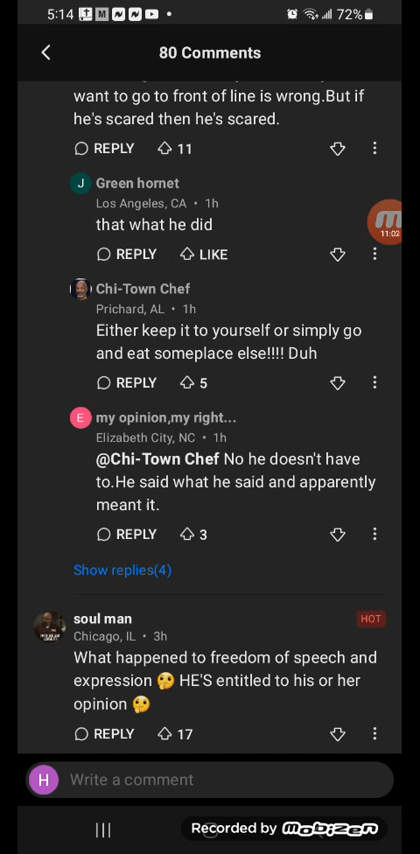 5:14
72%
80 Comments
want to go to front of line is wrong.But if
he's scared then he's scared.
REPLY 11
J Green hornet
Los Angeles, CA • 1h
11:02
that what he did
REPLY LIKE
Chi-Town Chef
Prichard, AL • 1h
Either keep it to yourself or simply go
and eat someplace else!!!! Duh
REPLY 5
E my opinion,my right...
Elizabeth City, NC • 1h
@Chi-Town Chef No he doesn't have
to.He said what he said and apparently
meant it.
REPLY 3
Show replies(4)
soul man HOT
Chicago, IL • 3h
What happened to freedom of speech and
expression 🤔 HE'S entitled to his or her
opinion 🤔
REPLY 17
H Write a comment
Recorded by mobizen